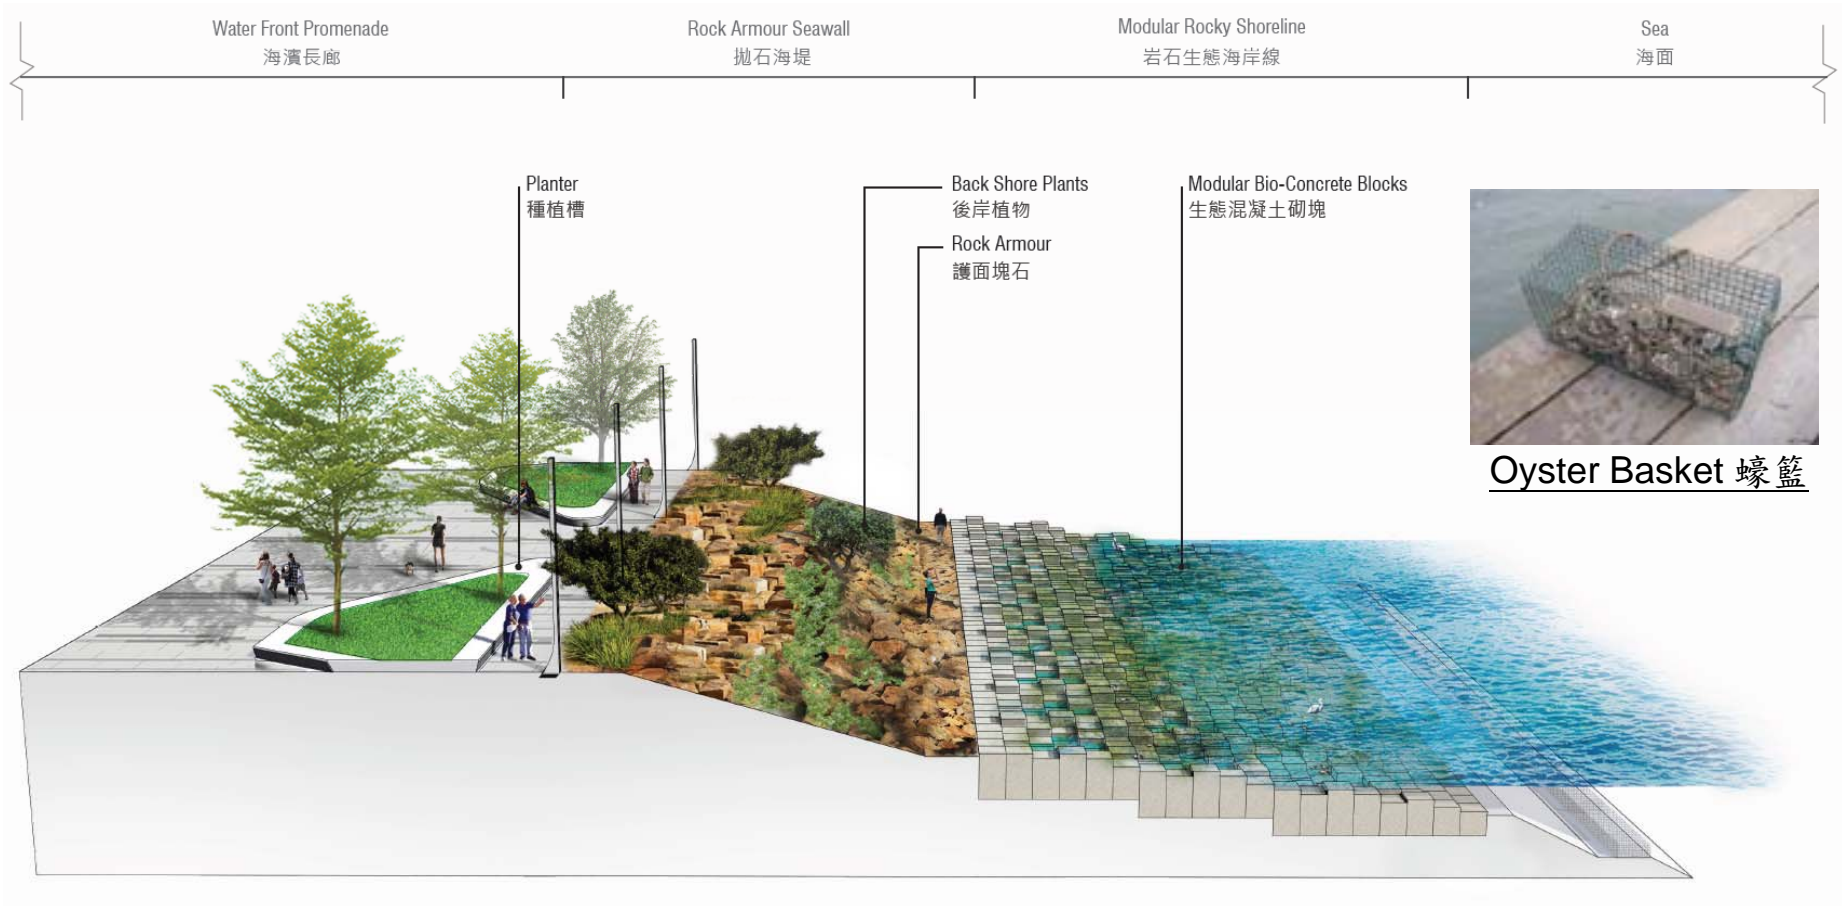 Water Front Promenade
海濱長廊
Rock Armour Seawall
拋石海堤
Modular Rocky Shoreline
岩石生態海岸線
Sea
海面
Planter
種植槽
Back Shore Plants
後岸植物
Rock Armour
護面塊石
Modular Bio-Concrete Blocks
生態混凝土砌塊
Oyster Basket 蠔籃